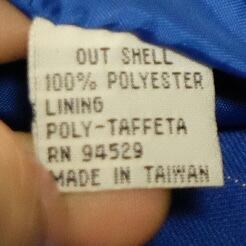 OUT SHELL
100% POLYESTER
LINING
POLY-TAFFETA
RN 94529
MADE IN TAIWAN